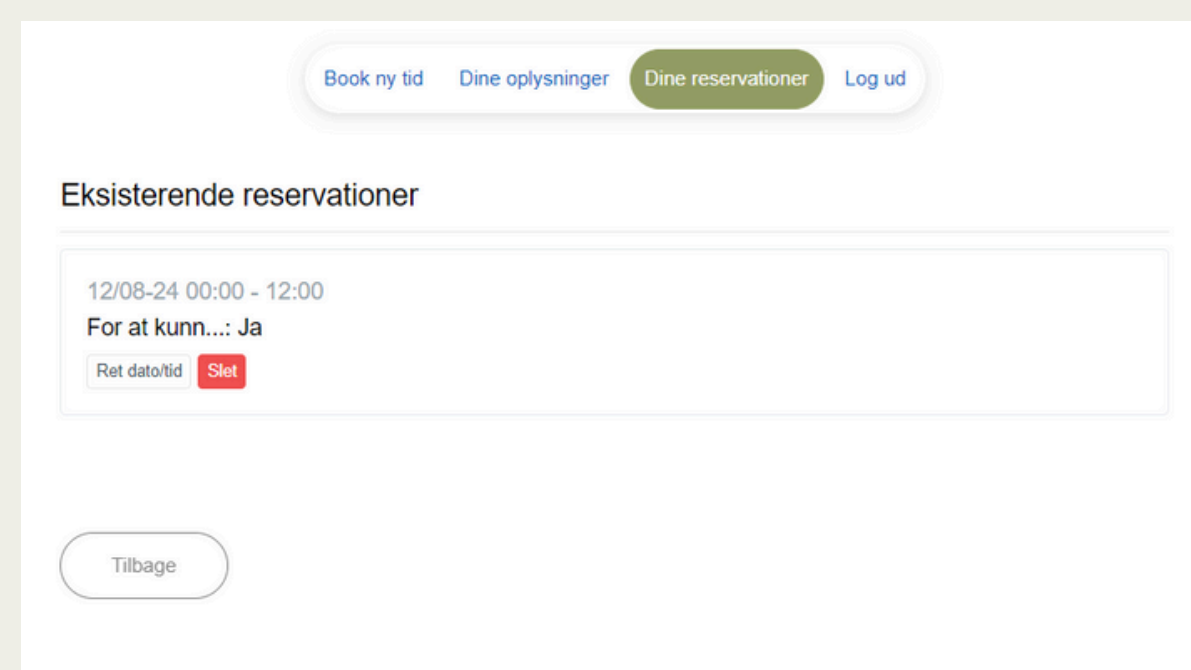 Book ny tid Dine oplysninger Dine reservationer Log ud
Eksisterende reservationer
12/08-24 00:00 - 12:00
For at kunn...: Ja
Ret dato/tid Slet
Tilbage